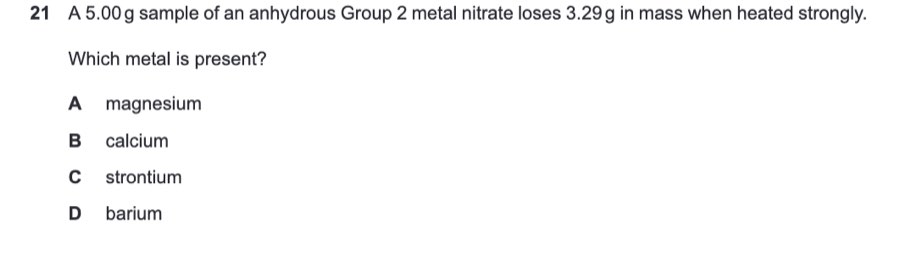 21 A 5.00 g sample of an anhydrous Group 2 metal nitrate loses 3.29 g in mass when heated strongly.
Which metal is present?
A magnesium
B calcium
C strontium
D barium